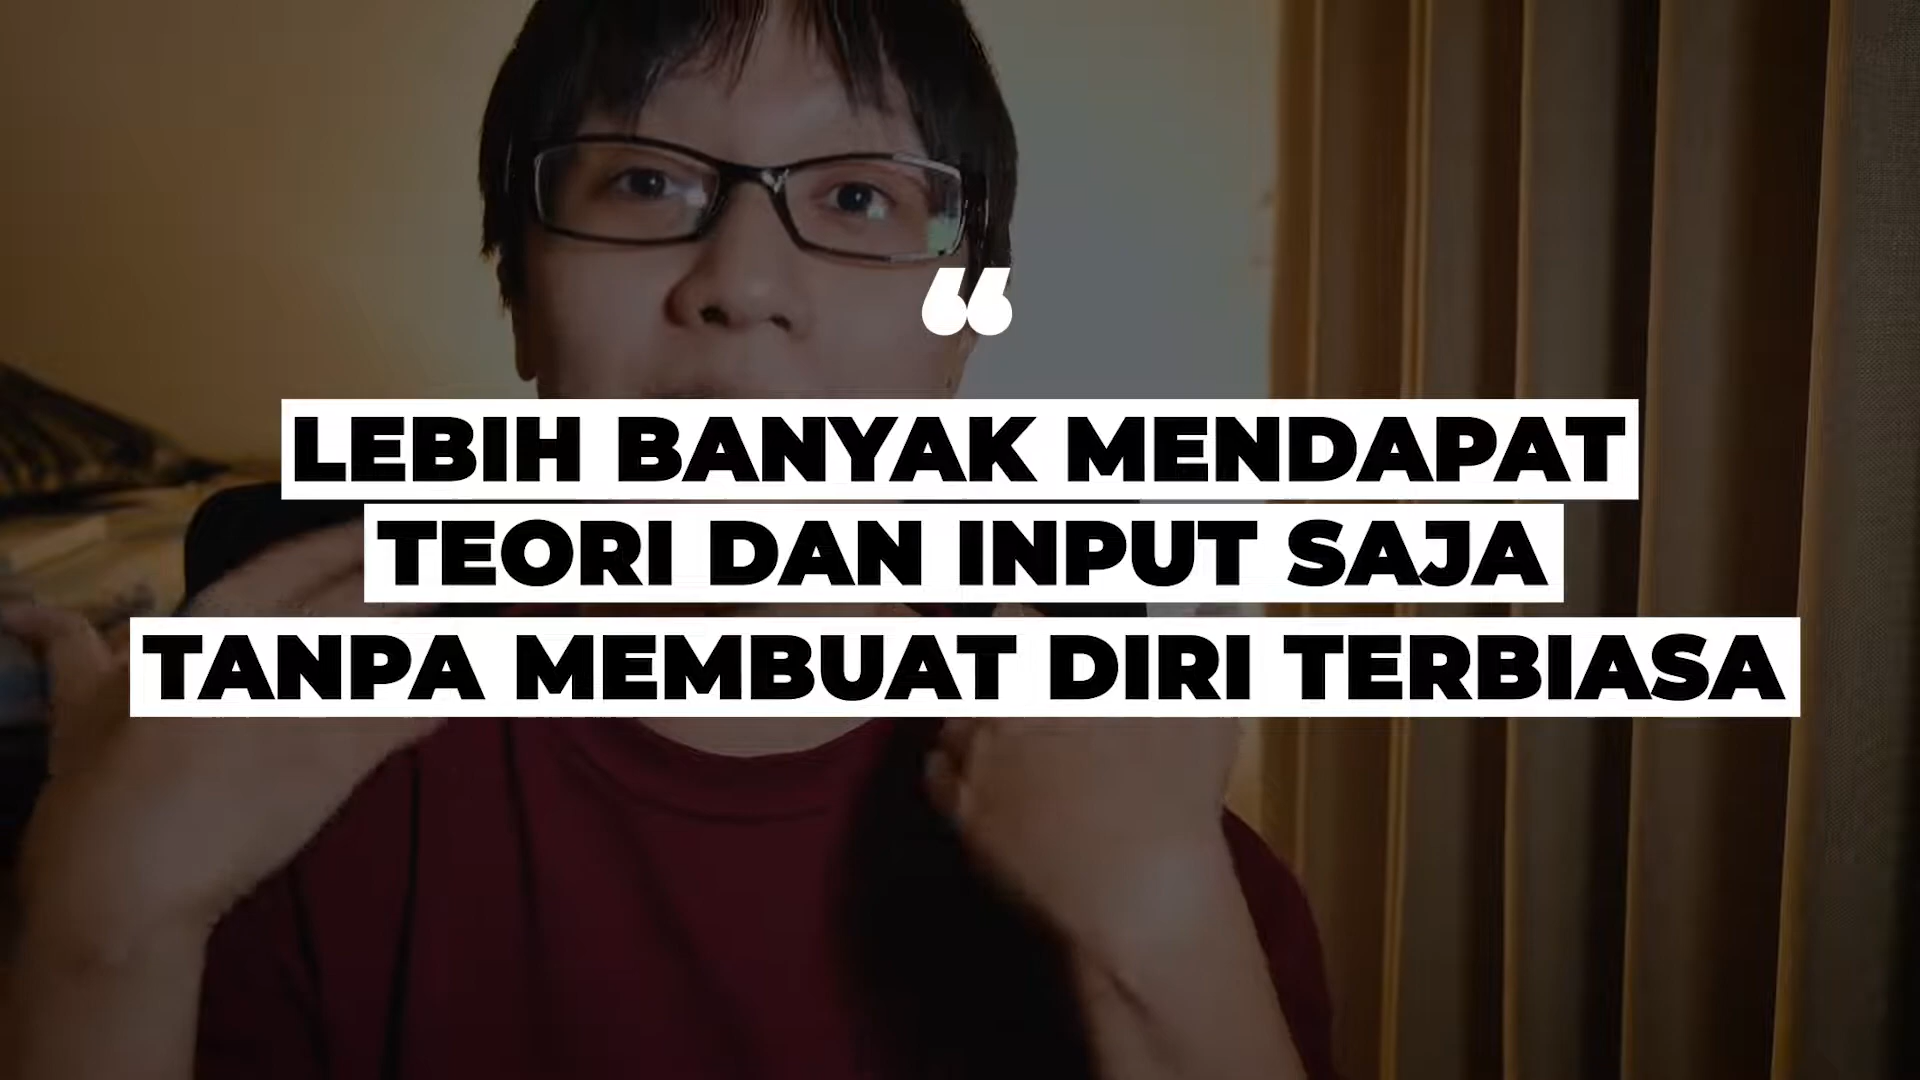 “
LEBIH BANYAK MENDAPAT
TEORI DAN INPUT SAJA
TANPA MEMBUAT DIRI TERBIASA